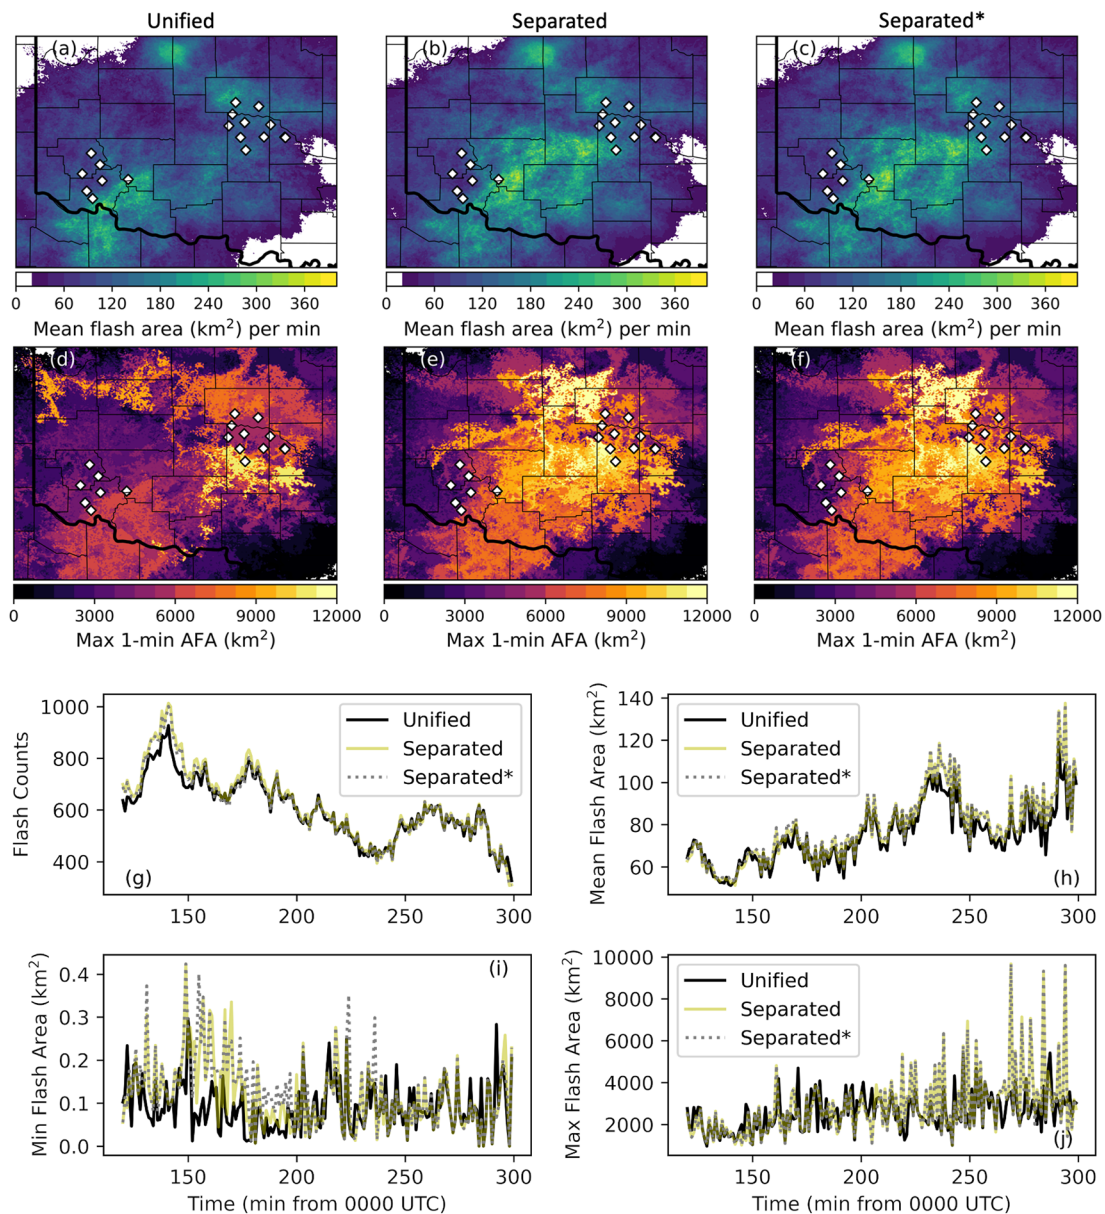 Unified Separated Separated*
(a) (b) (c)
0 60 120 180 240 300 360 0 60 120 180 240 300 360 0 60 120 180 240 300 360
Mean flash area (km²) per min Mean flash area (km²) per min Mean flash area (km²) per min
(d) (e) (f)
0 3000 6000 9000 12000 0 3000 6000 9000 12000 0 3000 6000 9000 12000
Max 1-min AFA (km²) Max 1-min AFA (km²) Max 1-min AFA (km²)
Flash Counts
1000
800
600
400
Unified
Separated
Separated*
(g)
150 200 250 300
Mean Flash Area (km²)
140
120
100
80
60
Unified
Separated
Separated*
(h)
150 200 250 300
Min Flash Area (km²)
0.4
0.3
0.2
0.1
0.0
(i)
150 200 250 300
Time (min from 0000 UTC)
Max Flash Area (km²)
10000
8000
6000
4000
2000
Unified
Separated
Separated*
(j)
150 200 250 300
Time (min from 0000 UTC)